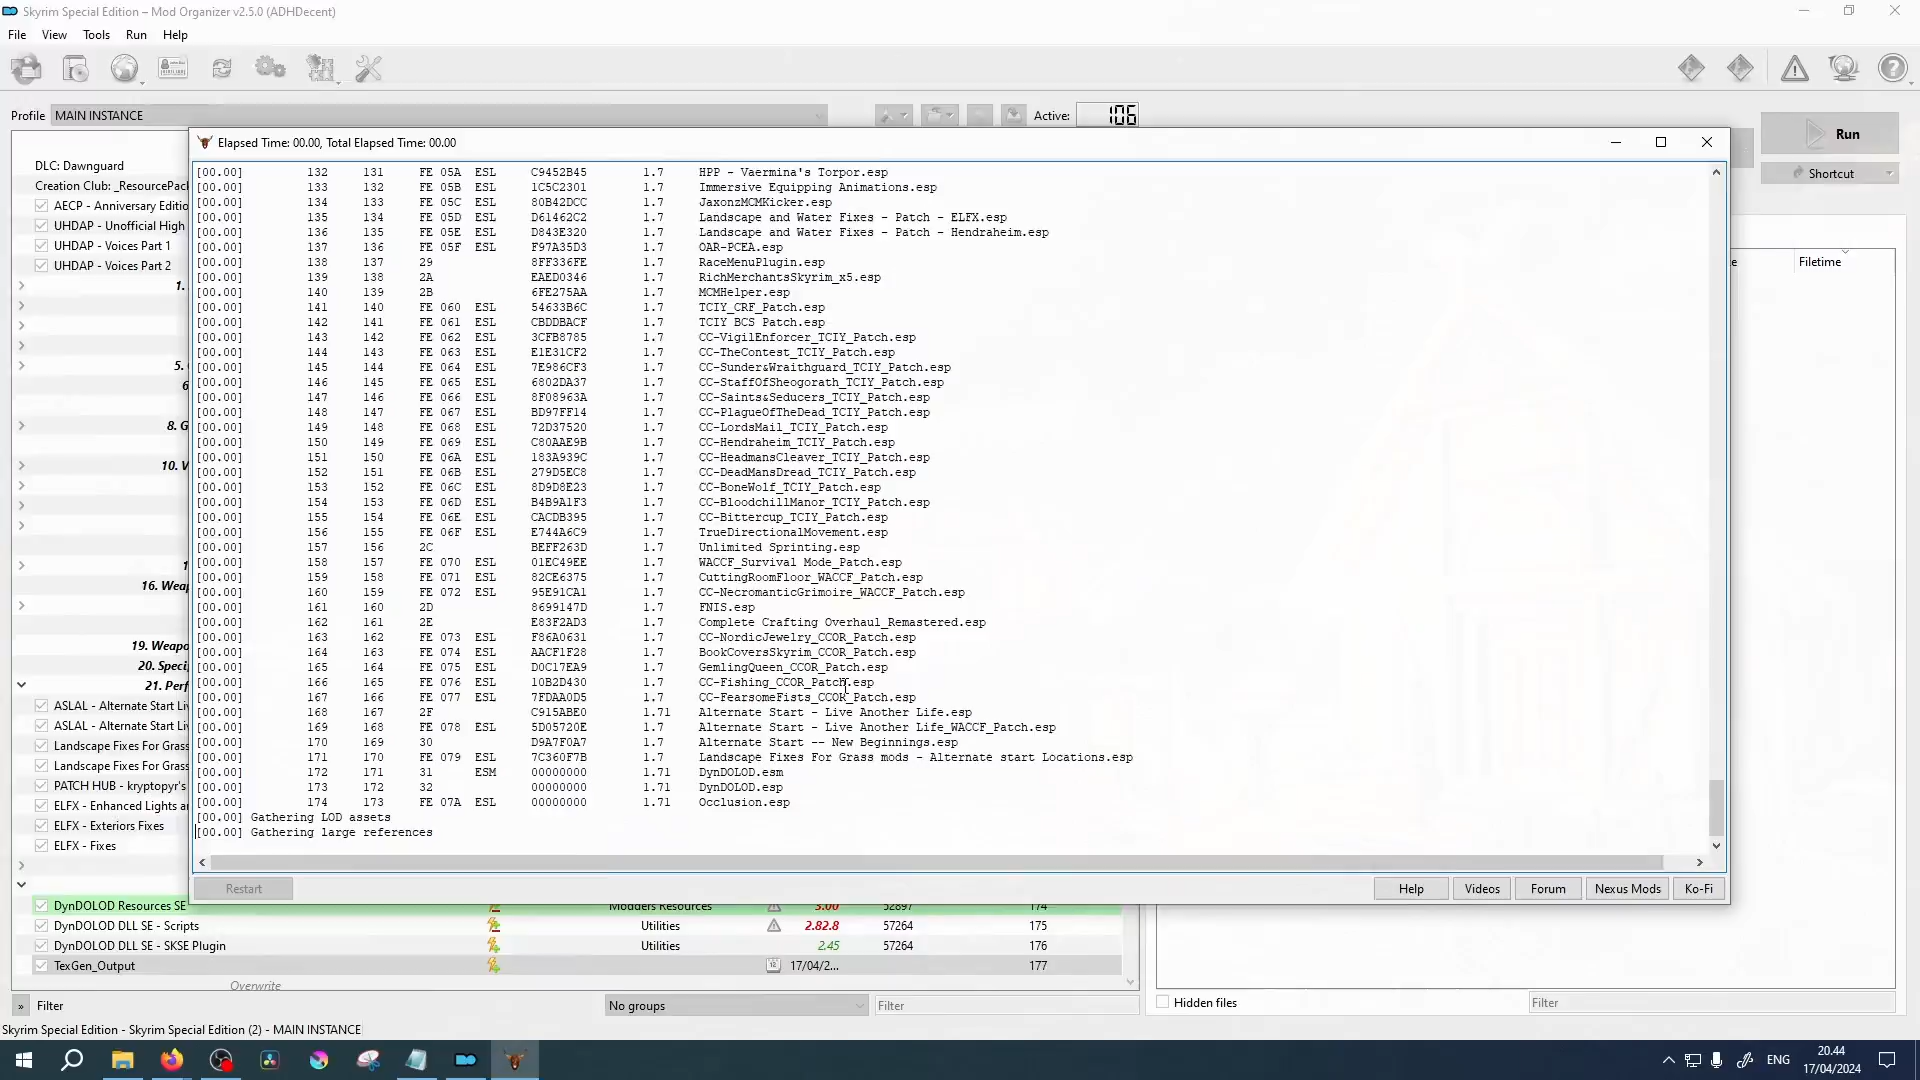 Skyrim Special Edition – Mod Organizer v2.5.0 (ADHDecent)
File View Tools Run Help
Profile MAIN INSTANCE Active: 106
Run
Shortcut
Filetime
Elapsed Time: 00.00, Total Elapsed Time: 00.00
DLC: Dawnguard
Creation Club: _ResourcePack
AECP - Anniversary Editio
UHDAP - Unofficial High
UHDAP - Voices Part 1
UHDAP - Voices Part 2
1.
5.
6
8. G
10. V
1
16. Wea
19. Weapo
20. Speci
21. Perf
ASLAL - Alternate Start Liv
ASLAL - Alternate Start Liv
Landscape Fixes For Grass
Landscape Fixes For Grass
PATCH HUB - kryptopyr's
ELFX - Enhanced Lights a
ELFX - Exteriors Fixes
ELFX - Fixes
[00.00] 132 131 FE 05A ESL C9452B45 1.7 HPP - Vaermina's Torpor.esp
[00.00] 133 132 FE 05B ESL 1C5C2301 1.7 Immersive Equipping Animations.esp
[00.00] 134 133 FE 05C ESL 80B42DCC 1.7 JaxonzMCMKicker.esp
[00.00] 135 134 FE 05D ESL D61462C2 1.7 Landscape and Water Fixes - Patch - ELFX.esp
[00.00] 136 135 FE 05E ESL D843E320 1.7 Landscape and Water Fixes - Patch - Hendraheim.esp
[00.00] 137 136 FE 05F ESL F97A35D3 1.7 OAR-PCEA.esp
[00.00] 138 137 29 8FF336FE 1.7 RaceMenuPlugin.esp
[00.00] 139 138 2A EAED0346 1.7 RichMerchantsSkyrim_x5.esp
[00.00] 140 139 2B 6FE275AA 1.7 MCMHelper.esp
[00.00] 141 140 FE 060 ESL 54633B6C 1.7 TCIY_CRF_Patch.esp
[00.00] 142 141 FE 061 ESL CBDDBACF 1.7 TCIY BCS Patch.esp
[00.00] 143 142 FE 062 ESL 3CFB8785 1.7 CC-VigilEnforcer_TCIY_Patch.esp
[00.00] 144 143 FE 063 ESL E1E31CF2 1.7 CC-TheContest_TCIY_Patch.esp
[00.00] 145 144 FE 064 ESL 7E986CF3 1.7 CC-Sunder&Wraithguard_TCIY_Patch.esp
[00.00] 146 145 FE 065 ESL 6802DA37 1.7 CC-StaffOfSheogorath_TCIY_Patch.esp
[00.00] 147 146 FE 066 ESL 8F08963A 1.7 CC-Saints&Seducers_TCIY_Patch.esp
[00.00] 148 147 FE 067 ESL BD97FF14 1.7 CC-PlagueOfTheDead_TCIY_Patch.esp
[00.00] 149 148 FE 068 ESL 72D37520 1.7 CC-LordsMail_TCIY_Patch.esp
[00.00] 150 149 FE 069 ESL C80AAE9B 1.7 CC-Hendraheim_TCIY_Patch.esp
[00.00] 151 150 FE 06A ESL 183A939C 1.7 CC-HeadmansCleaver_TCIY_Patch.esp
[00.00] 152 151 FE 06B ESL 279D5EC8 1.7 CC-DeadMansDread_TCIY_Patch.esp
[00.00] 153 152 FE 06C ESL 8D9D8E23 1.7 CC-BoneWolf_TCIY_Patch.esp
[00.00] 154 153 FE 06D ESL B4B9A1F3 1.7 CC-BloodchillManor_TCIY_Patch.esp
[00.00] 155 154 FE 06E ESL CACDB395 1.7 CC-Bittercup_TCIY_Patch.esp
[00.00] 156 155 FE 06F ESL E744A6C9 1.7 TrueDirectionalMovement.esp
[00.00] 157 156 2C BEFF263D 1.7 Unlimited Sprinting.esp
[00.00] 158 157 FE 070 ESL 01EC49EE 1.7 WACCF_Survival Mode_Patch.esp
[00.00] 159 158 FE 071 ESL 82CE6375 1.7 CuttingRoomFloor_WACCF_Patch.esp
[00.00] 160 159 FE 072 ESL 95E91CA1 1.7 CC-NecromanticGrimoire_WACCF_Patch.esp
[00.00] 161 160 2D 8699147D 1.7 FNIS.esp
[00.00] 162 161 2E E83F2AD3 1.7 Complete Crafting Overhaul_Remastered.esp
[00.00] 163 162 FE 073 ESL F86A0631 1.7 CC-NordicJewelry_CCOR_Patch.esp
[00.00] 164 163 FE 074 ESL AACF1F28 1.7 BookCoversSkyrim_CCOR_Patch.esp
[00.00] 165 164 FE 075 ESL D0C17EA9 1.7 GemlingQueen_CCOR_Patch.esp
[00.00] 166 165 FE 076 ESL 10B2D430 1.7 CC-Fishing_CCOR_Patch.esp
[00.00] 167 166 FE 077 ESL 7FDAA0D5 1.7 CC-FearsomeFists_CCOR_Patch.esp
[00.00] 168 167 2F C915ABE0 1.71 Alternate Start - Live Another Life.esp
[00.00] 169 168 FE 078 ESL 5D05720E 1.7 Alternate Start - Live Another Life_WACCF_Patch.esp
[00.00] 170 169 30 D9A7F0A7 1.7 Alternate Start -- New Beginnings.esp
[00.00] 171 170 FE 079 ESL 7C360F7B 1.7 Landscape Fixes For Grass mods - Alternate start Locations.esp
[00.00] 172 171 31 ESM 00000000 1.71 DynDOLOD.esm
[00.00] 173 172 32 00000000 1.71 DynDOLOD.esp
[00.00] 174 173 FE 07A ESL 00000000 1.71 Occlusion.esp
[00.00] Gathering LOD assets
[00.00] Gathering large references
Restart Help Videos Forum Nexus Mods Ko-Fi
DynDOLOD Resources SE Modders Resources 3.00 52897 174
DynDOLOD DLL SE - Scripts Utilities 2.82.8 57264 175
DynDOLOD DLL SE - SKSE Plugin Utilities 2.45 57264 176
TexGen_Output 17/04/2... 177
Overwrite
» Filter No groups Filter Hidden files Filter
Skyrim Special Edition - Skyrim Special Edition (2) - MAIN INSTANCE
ENG 20.44
17/04/2024